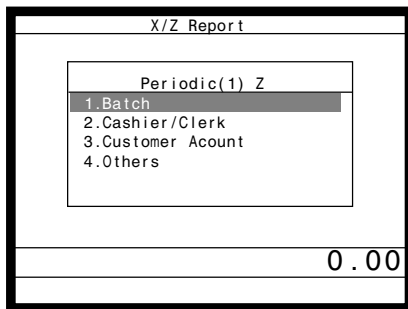 X/Z Report
Periodic(1) Z
1.Batch
2.Cashier/Clerk
3.Customer Acount
4.Others
0.00